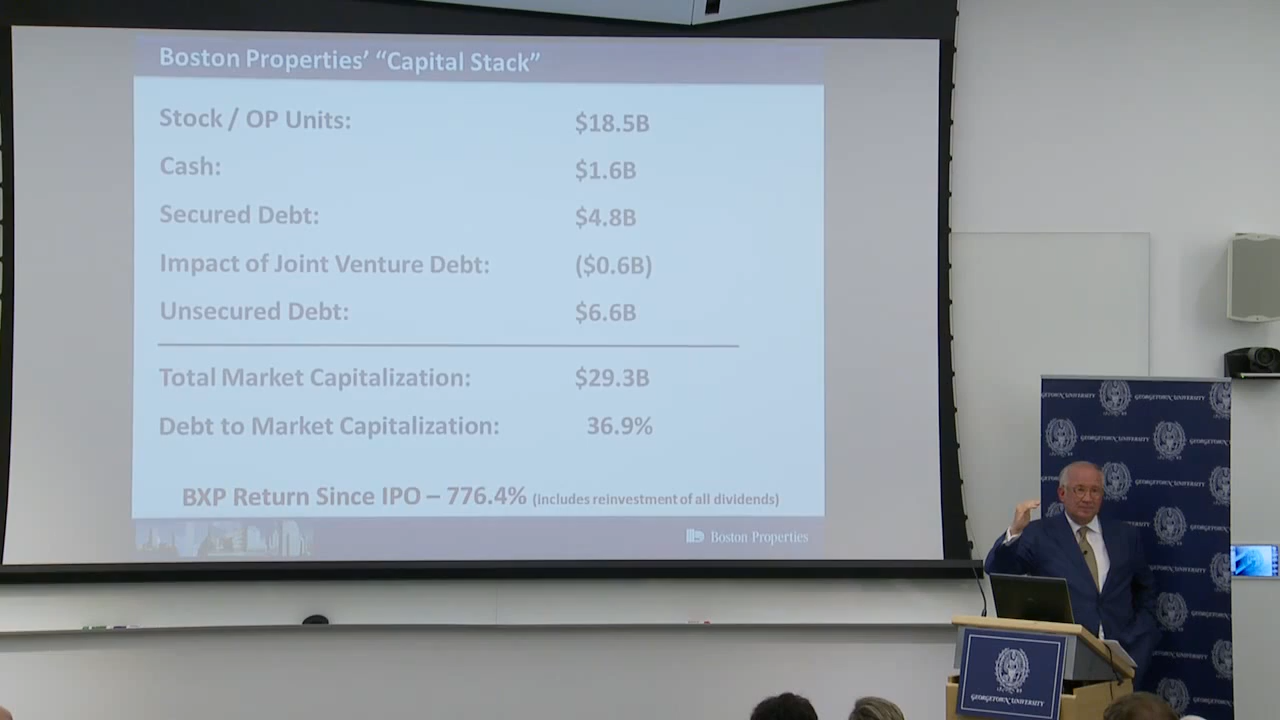 Boston Properties’ “Capital Stack”
Stock / OP Units: $18.5B
Cash: $1.6B
Secured Debt: $4.8B
Impact of Joint Venture Debt: ($0.6B)
Unsecured Debt: $6.6B
Total Market Capitalization: $29.3B
Debt to Market Capitalization: 36.9%
BXP Return Since IPO – 776.4% (includes reinvestment of all dividends)
Boston Properties
GEORGETOWN UNIVERSITY
GEORGETOWN UNIVERSITY